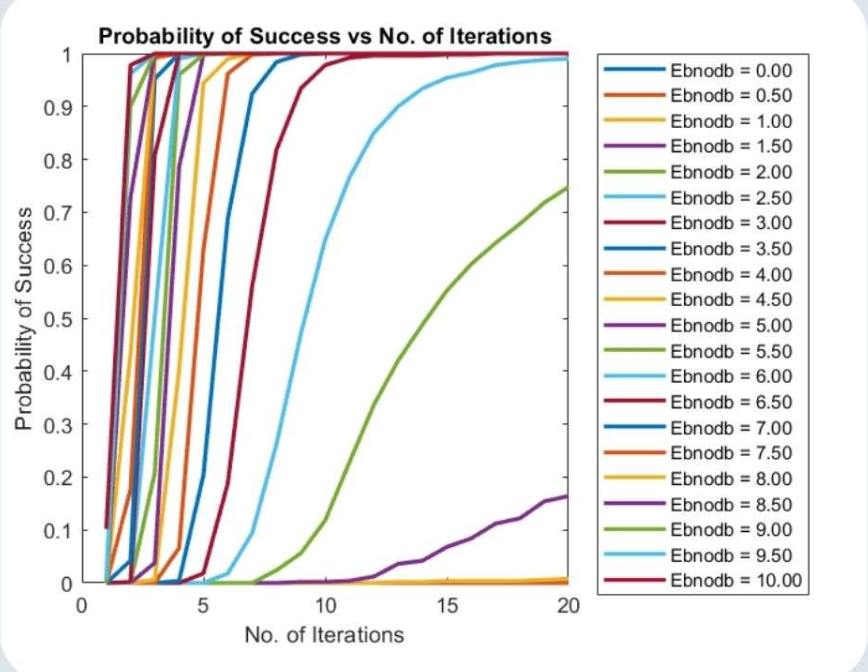 Probability of Success vs No. of Iterations
Probability of Success
1
0.9
0.8
0.7
0.6
0.5
0.4
0.3
0.2
0.1
0
0
5
10
15
20
No. of Iterations
Ebnodb = 0.00
Ebnodb = 0.50
Ebnodb = 1.00
Ebnodb = 1.50
Ebnodb = 2.00
Ebnodb = 2.50
Ebnodb = 3.00
Ebnodb = 3.50
Ebnodb = 4.00
Ebnodb = 4.50
Ebnodb = 5.00
Ebnodb = 5.50
Ebnodb = 6.00
Ebnodb = 6.50
Ebnodb = 7.00
Ebnodb = 7.50
Ebnodb = 8.00
Ebnodb = 8.50
Ebnodb = 9.00
Ebnodb = 9.50
Ebnodb = 10.00